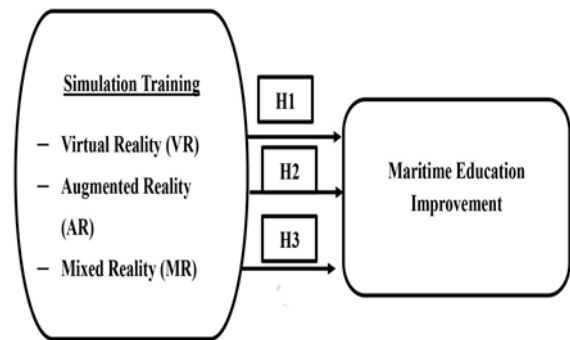 Simulation Training
– Virtual Reality (VR)
– Augmented Reality
(AR)
– Mixed Reality (MR)
H1
H2
H3
Maritime Education
Improvement